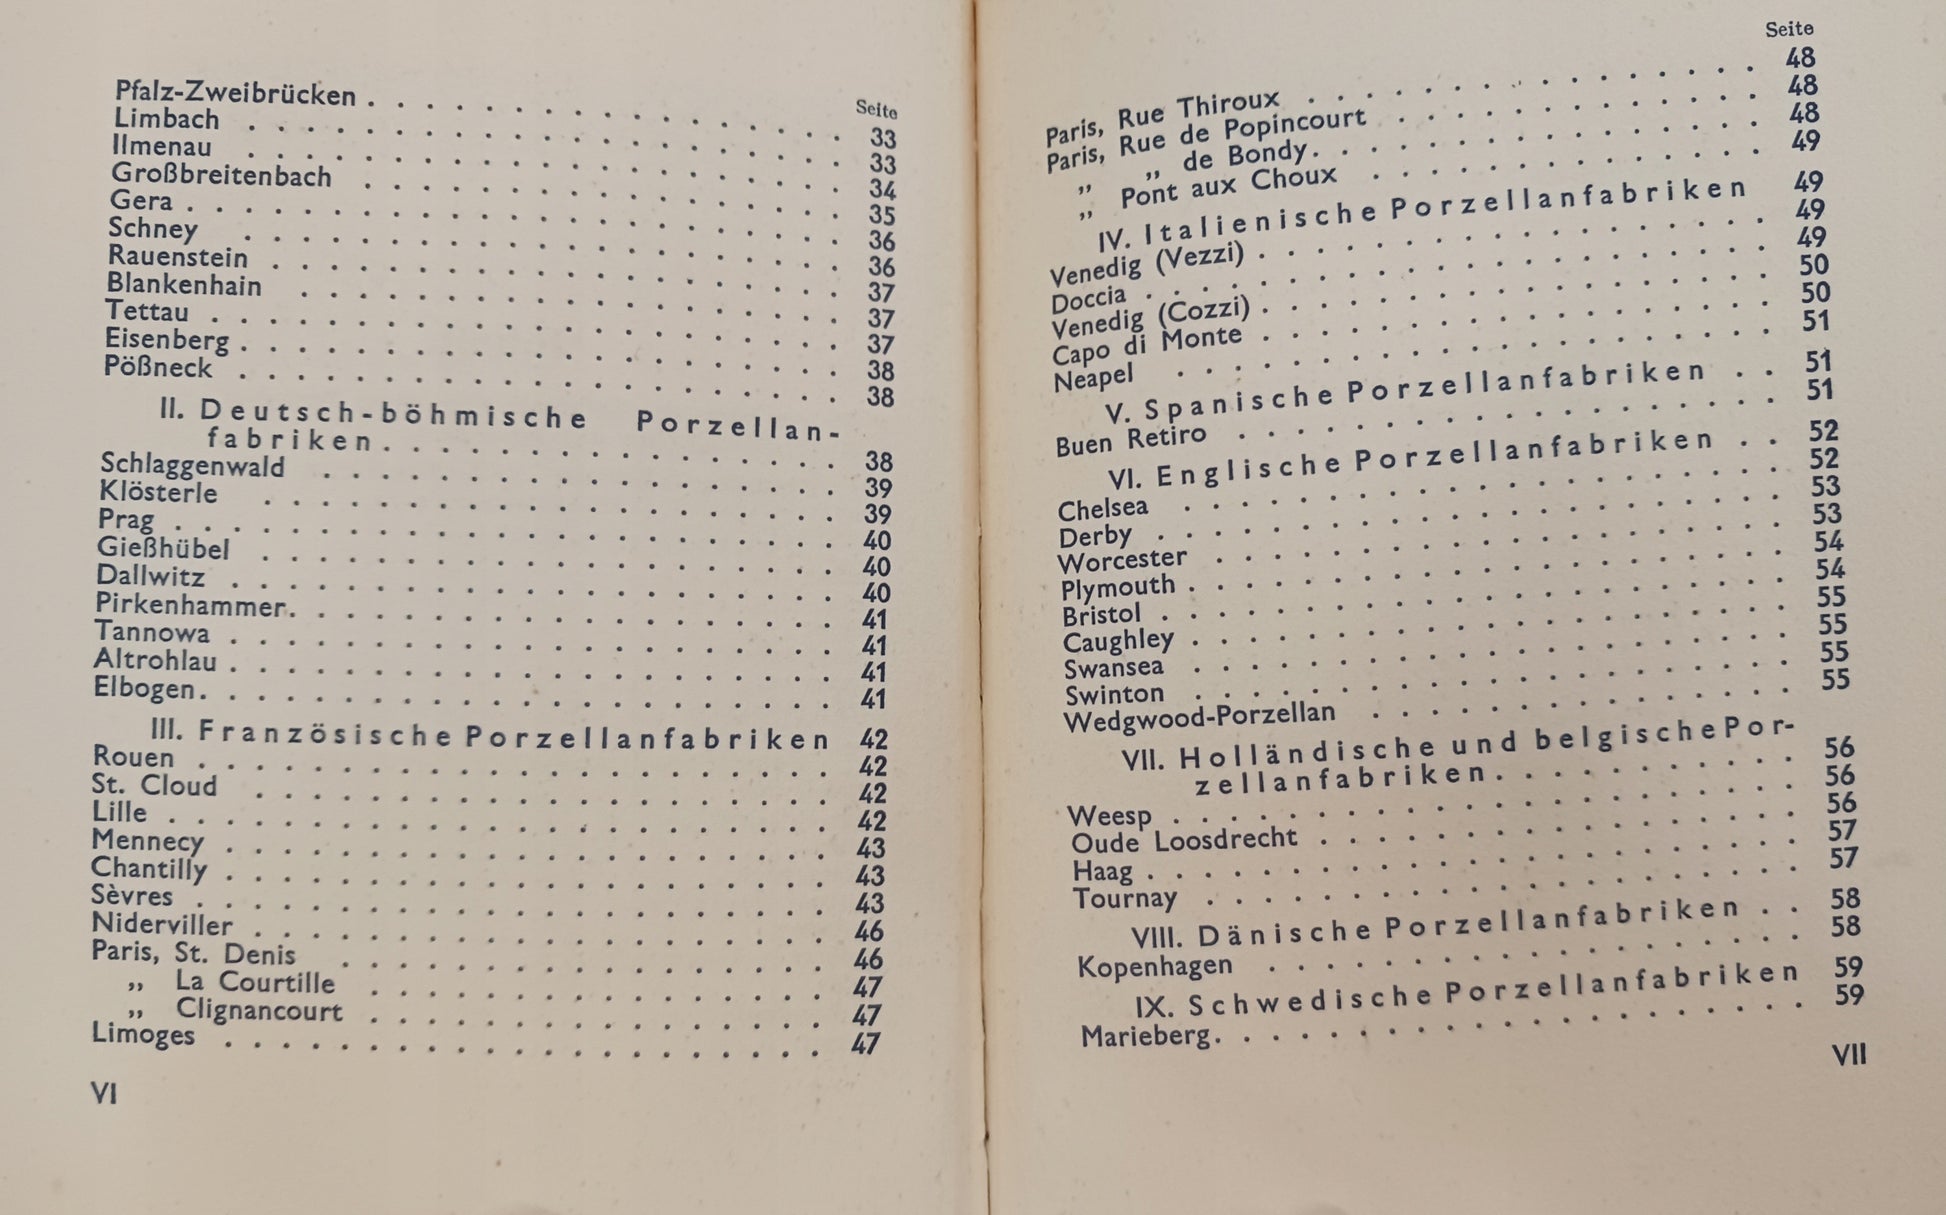 Seite
Pfalz-Zweibrücken . . . . . . . . . . . . . . . . 33
Limbach . . . . . . . . . . . . . . . . . . . . 33
Ilmenau . . . . . . . . . . . . . . . . . . . . 34
Großbreitenbach . . . . . . . . . . . . . . . . 35
Gera . . . . . . . . . . . . . . . . . . . . . . 36
Schney . . . . . . . . . . . . . . . . . . . . 36
Rauenstein . . . . . . . . . . . . . . . . . . . 37
Blankenhain . . . . . . . . . . . . . . . . . . 37
Tettau . . . . . . . . . . . . . . . . . . . . . 37
Eisenberg . . . . . . . . . . . . . . . . . . . . 38
Pößneck . . . . . . . . . . . . . . . . . . . . 38
II. Deutsch-böhmische Porzellan-
fabriken . . . . . . . . . . . . . . . . 38
Schlaggenwald . . . . . . . . . . . . . . . . . 39
Klösterle . . . . . . . . . . . . . . . . . . . 39
Prag . . . . . . . . . . . . . . . . . . . . . . 40
Gießhübel . . . . . . . . . . . . . . . . . . . 40
Dallwitz . . . . . . . . . . . . . . . . . . . . 40
Pirkenhammer . . . . . . . . . . . . . . . . . . 41
Tannowa . . . . . . . . . . . . . . . . . . . . 41
Altrohlau . . . . . . . . . . . . . . . . . . . . 41
Elbogen . . . . . . . . . . . . . . . . . . . . . 41
III. Französische Porzellanfabriken 42
Rouen . . . . . . . . . . . . . . . . . . . . . 42
St. Cloud . . . . . . . . . . . . . . . . . . . 42
Lille . . . . . . . . . . . . . . . . . . . . . . 42
Mennecy . . . . . . . . . . . . . . . . . . . . 43
Chantilly . . . . . . . . . . . . . . . . . . . . 43
Sèvres . . . . . . . . . . . . . . . . . . . . . 43
Niderviller . . . . . . . . . . . . . . . . . . . 46
Paris, St. Denis . . . . . . . . . . . . . . . . 46
„ La Courtille . . . . . . . . . . . . . . . 47
„ Clignancourt . . . . . . . . . . . . . . . 47
Limoges . . . . . . . . . . . . . . . . . . . . 47
VI
Seite
Paris, Rue Thiroux . . . . . . . . . . . . . . . 48
Paris, Rue de Popincourt . . . . . . . . . . . . 48
„ „ de Bondy . . . . . . . . . . . . . . . 48
„ Pont aux Choux . . . . . . . . . . . . . 49
IV. Italienische Porzellanfabriken 49
Venedig (Vezzi) . . . . . . . . . . . . . . . . . 49
Doccia . . . . . . . . . . . . . . . . . . . . . 49
Venedig (Cozzi) . . . . . . . . . . . . . . . . . 50
Capo di Monte . . . . . . . . . . . . . . . . . 50
Neapel . . . . . . . . . . . . . . . . . . . . . 51
V. Spanische Porzellanfabriken . . 51
Buen Retiro . . . . . . . . . . . . . . . . . . 51
VI. Englische Porzellanfabriken . . 52
Chelsea . . . . . . . . . . . . . . . . . . . . 52
Derby . . . . . . . . . . . . . . . . . . . . . 53
Worcester . . . . . . . . . . . . . . . . . . . 53
Plymouth . . . . . . . . . . . . . . . . . . . . 54
Bristol . . . . . . . . . . . . . . . . . . . . . 54
Caughley . . . . . . . . . . . . . . . . . . . . 55
Swansea . . . . . . . . . . . . . . . . . . . . 55
Swinton . . . . . . . . . . . . . . . . . . . . 55
Wedgwood-Porzellan . . . . . . . . . . . . . . 55
VII. Holländische und belgische Por-
zellanfabriken . . . . . . . . . . . 56
Weesp . . . . . . . . . . . . . . . . . . . . . 56
Oude Loosdrecht . . . . . . . . . . . . . . . . 56
Haag . . . . . . . . . . . . . . . . . . . . . . 57
Tournay . . . . . . . . . . . . . . . . . . . . 57
VIII. Dänische Porzellanfabriken . . 58
Kopenhagen . . . . . . . . . . . . . . . . . . 58
IX. Schwedische Porzellanfabriken 59
Marieberg . . . . . . . . . . . . . . . . . . . . 59
VII